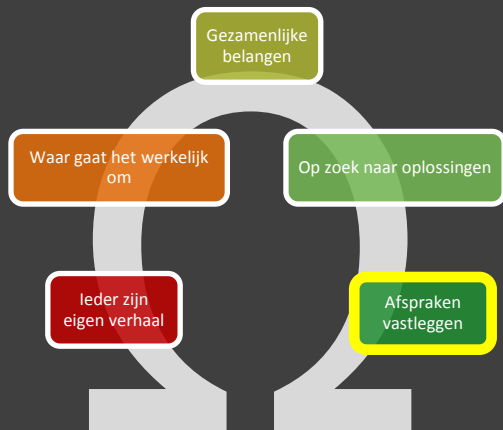 Gezamenlijke
belangen
Waar gaat het werkelijk
om
Op zoek naar oplossingen
Ieder zijn
eigen verhaal
Afspraken
vastleggen